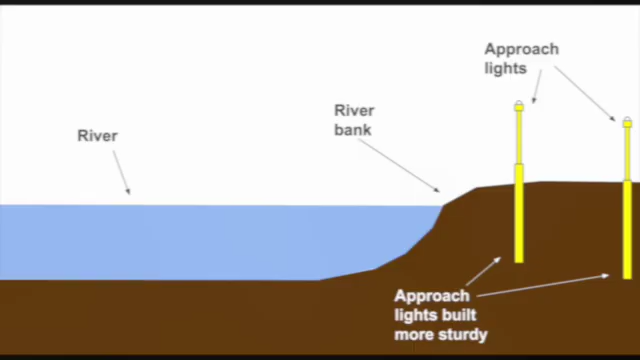 Approach
lights
River
bank
River
Approach
lights built
more sturdy